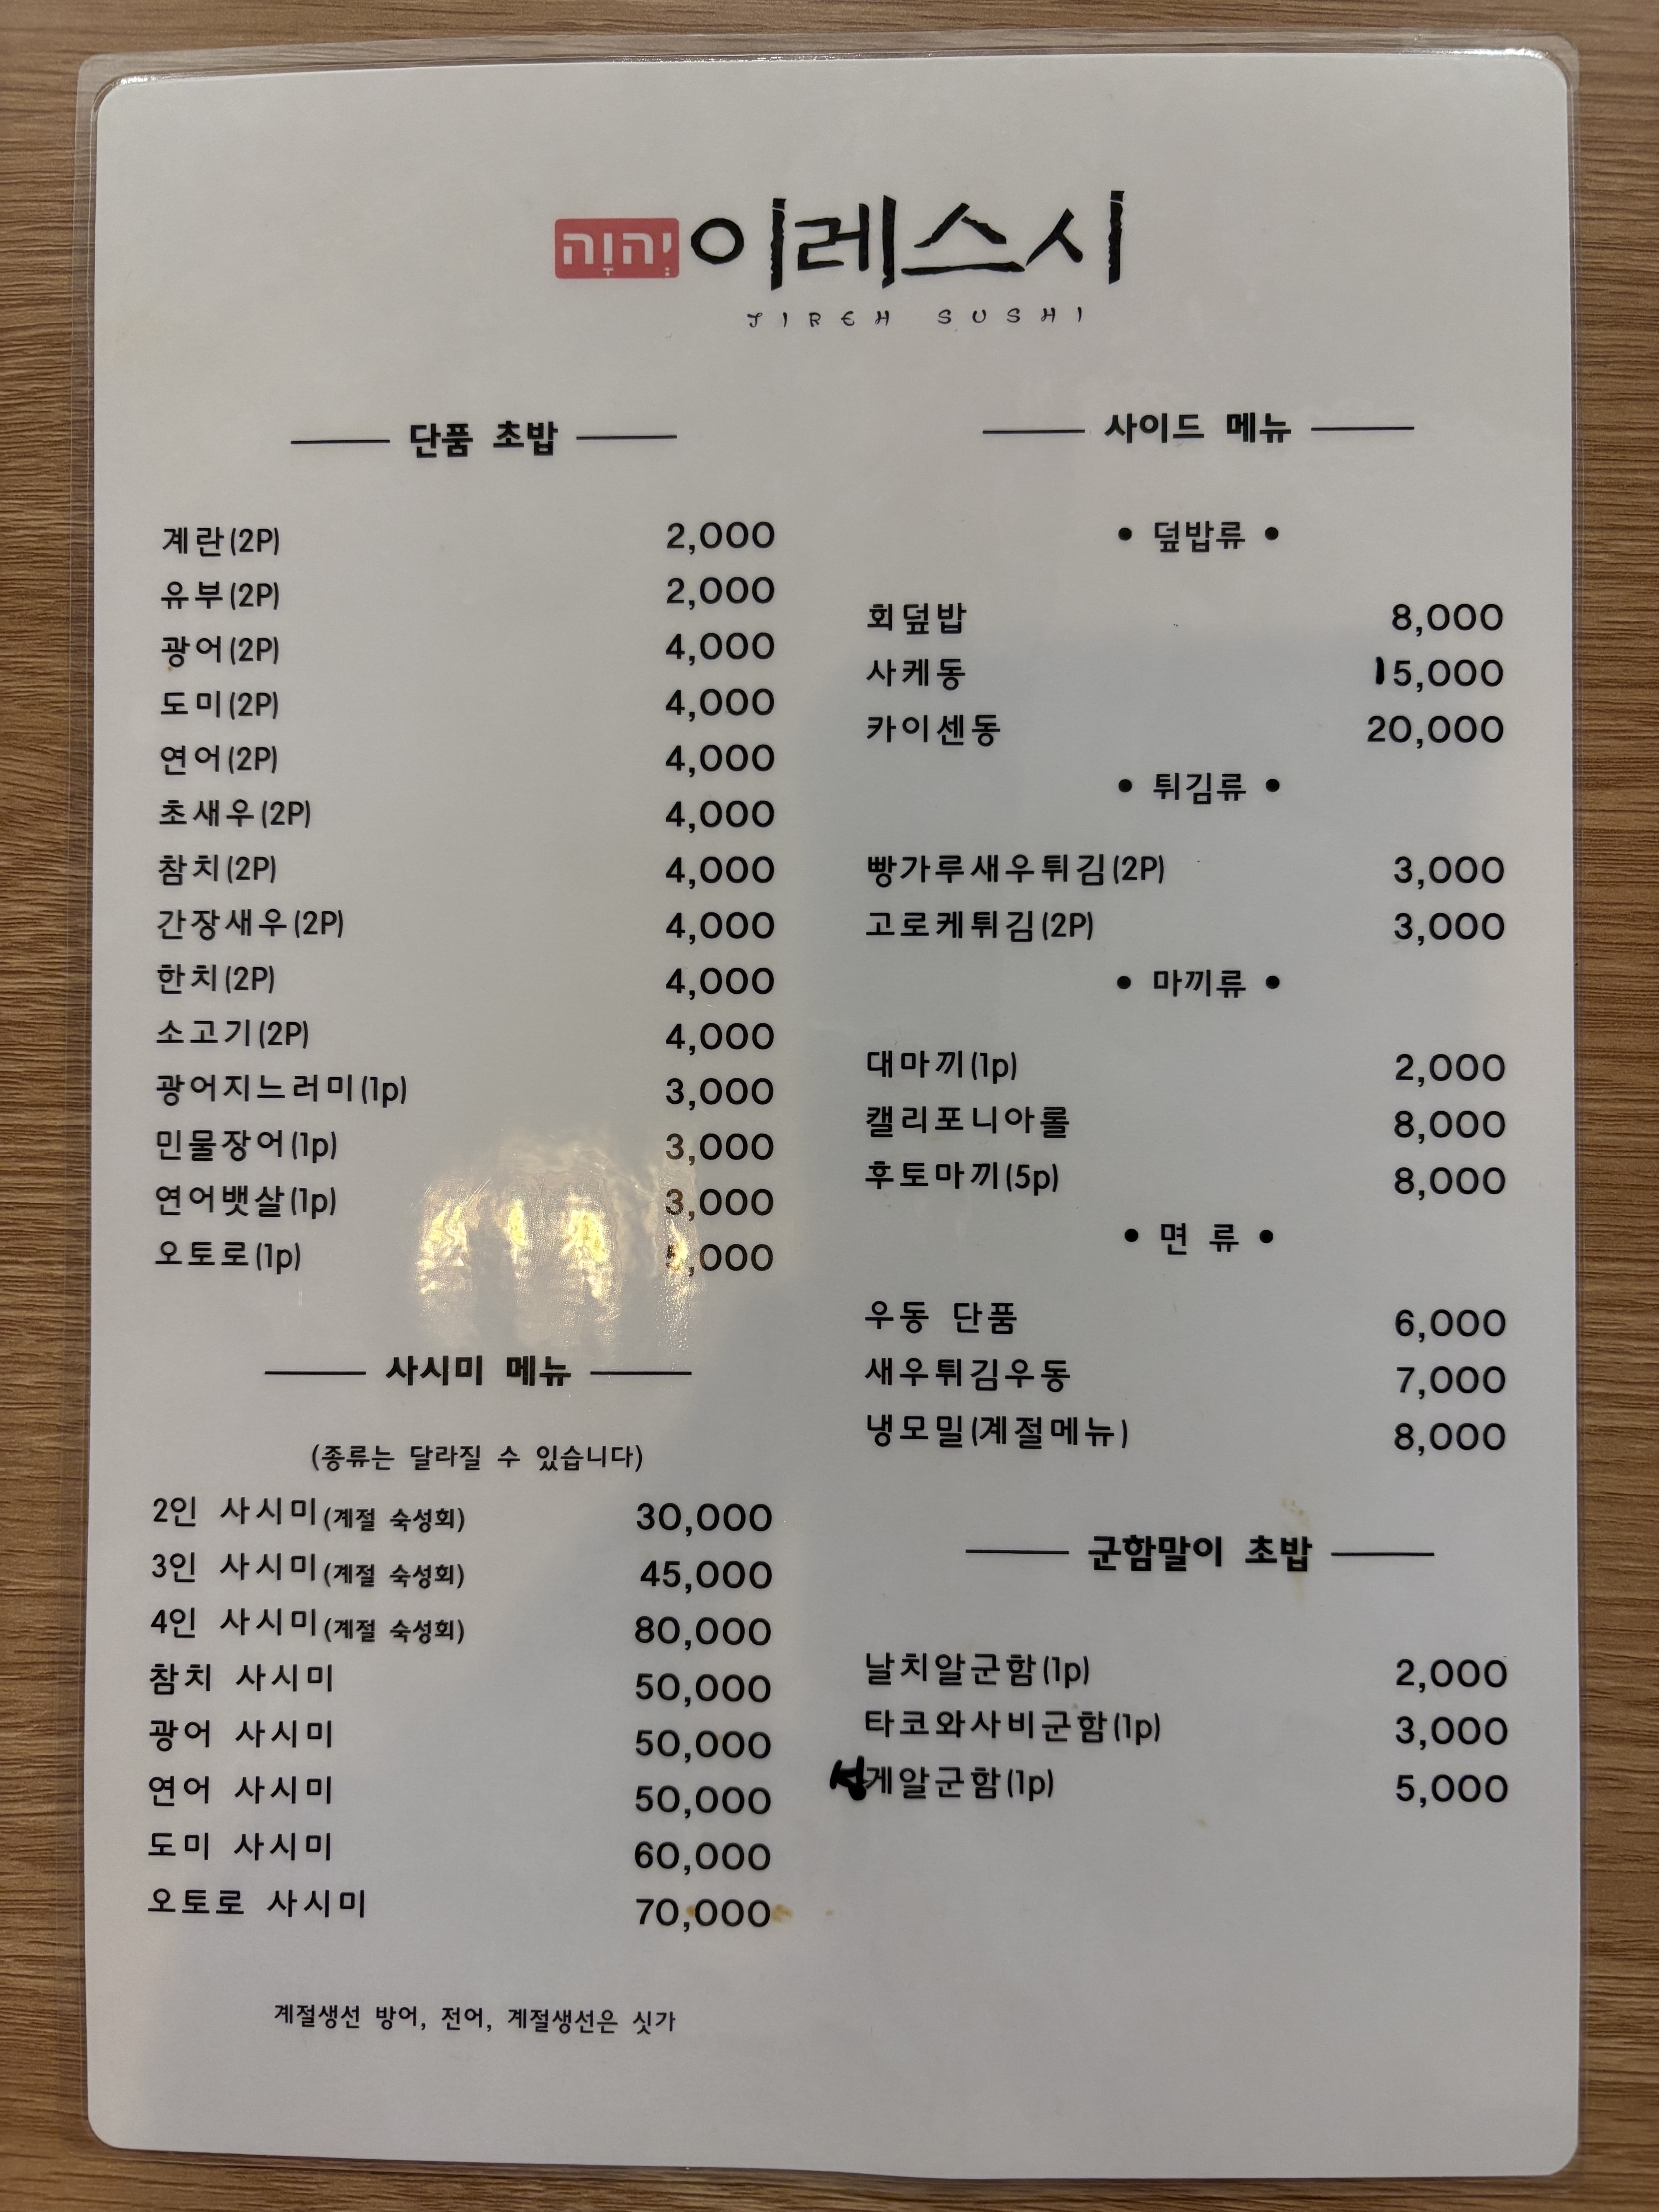 יְהוָה 이레스시
JIREH SUSHI
단품 초밥
계란(2P) 2,000
유부(2P) 2,000
광어(2P) 4,000
도미(2P) 4,000
연어(2P) 4,000
초새우(2P) 4,000
참치(2P) 4,000
간장새우(2P) 4,000
한치(2P) 4,000
소고기(2P) 4,000
광어지느러미(1p) 3,000
민물장어(1p) 3,000
연어뱃살(1p) 3,000
오토로(1p)
사시미 메뉴
(종류는 달라질 수 있습니다)
2인 사시미(계절 숙성회) 30,000
3인 사시미(계절 숙성회) 45,000
4인 사시미(계절 숙성회) 80,000
참치 사시미 50,000
광어 사시미 50,000
연어 사시미 50,000
도미 사시미 60,000
오토로 사시미 70,000
계절생선 방어, 전어, 계절생선은 싯가
사이드 메뉴
• 덮밥류 •
회덮밥 8,000
사케동 15,000
카이센동 20,000
• 튀김류 •
빵가루새우튀김(2P) 3,000
고로케튀김(2P) 3,000
• 마끼류 •
대마끼(1p) 2,000
캘리포니아롤 8,000
후토마끼(5p) 8,000
• 면 류 •
우동 단품 6,000
새우튀김우동 7,000
냉모밀(계절메뉴) 8,000
군함말이 초밥
날치알군함(1p) 2,000
타코와사비군함(1p) 3,000
성게알군함(1p) 5,000